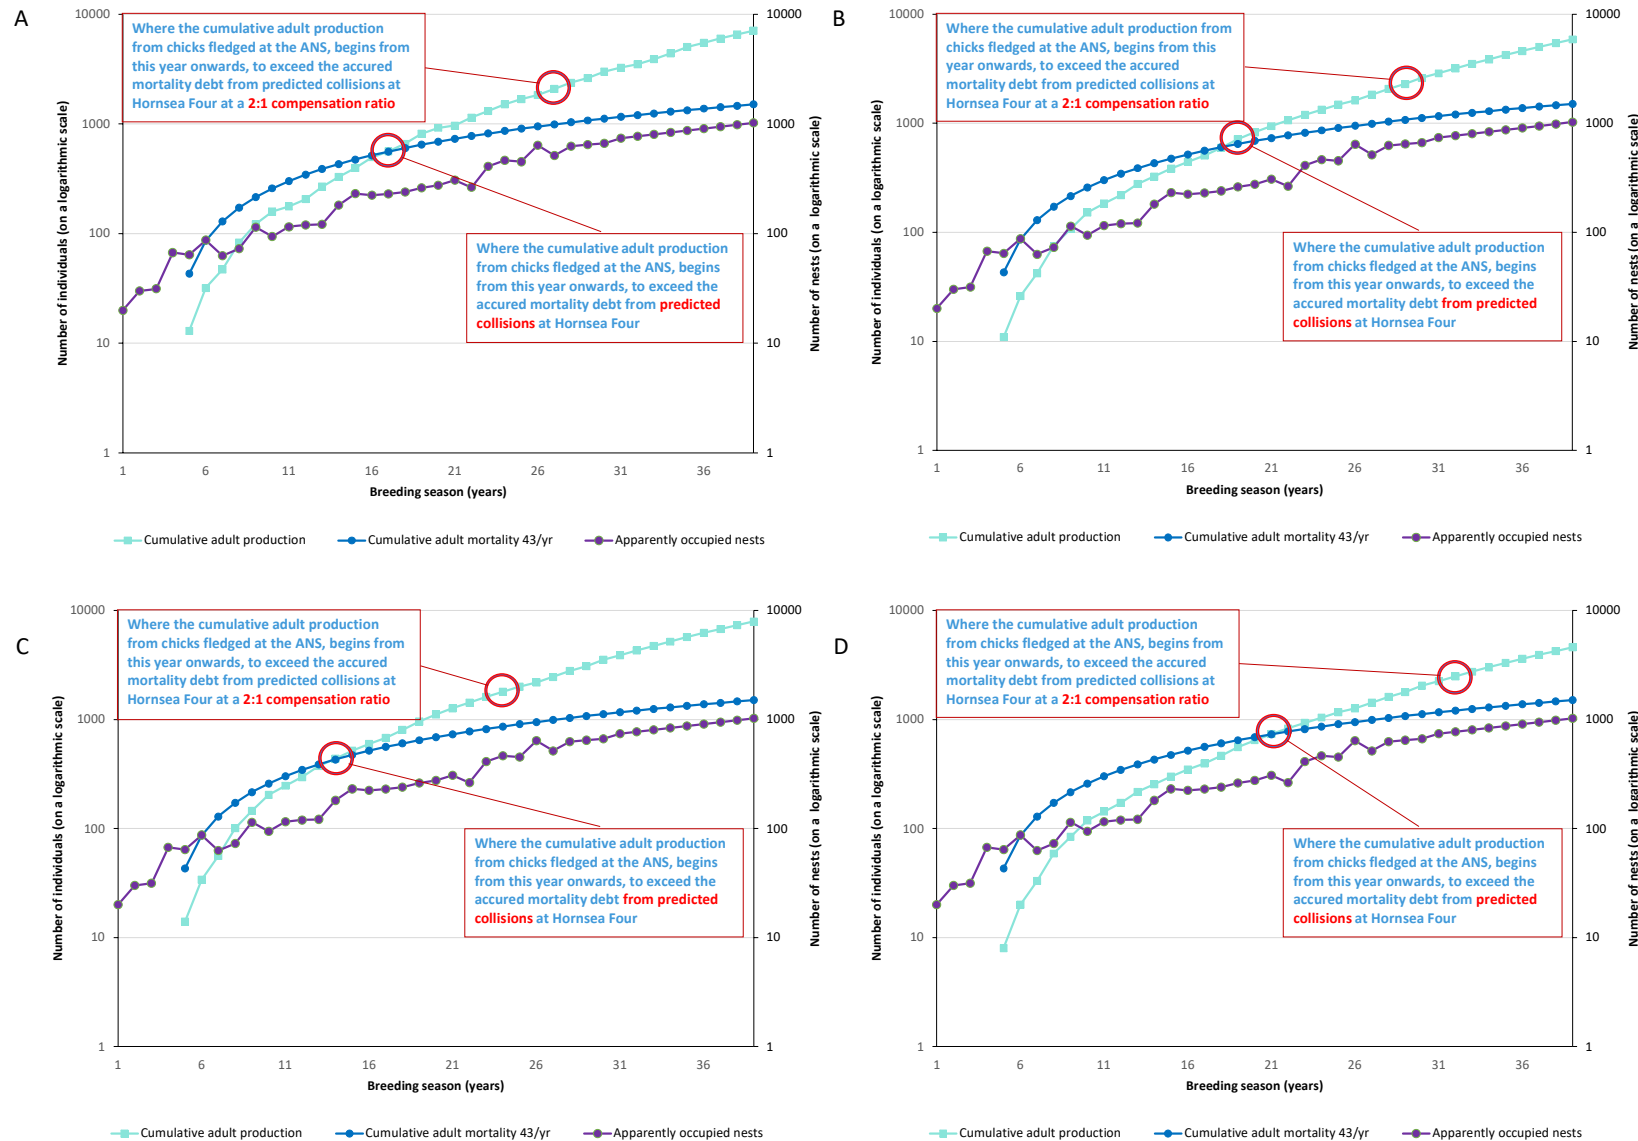 A
Where the cumulative adult production
from chicks fledged at the ANS, begins from
this year onwards, to exceed the accured
mortality debt from predicted collisions at
Hornsea Four at a 2:1 compensation ratio
Where the cumulative adult production
from chicks fledged at the ANS, begins
from this year onwards, to exceed the
accured mortality debt from predicted
collisions at Hornsea Four
Number of individuals (on a logarithmic scale)
10000
1000
100
10
1
Number of nests (on a logarithmic scale)
10000
1000
100
10
1
1 6 11 16 21 26 31 36
Breeding season (years)
Cumulative adult production Cumulative adult mortality 43/yr Apparently occupied nests
B
Where the cumulative adult production from
chicks fledged at the ANS, begins from this
year onwards, to exceed the accured
mortality debt from predicted collisions at
Hornsea Four at a 2:1 compensation ratio
Where the cumulative adult production
from chicks fledged at the ANS, begins
from this year onwards, to exceed the
accured mortality debt from predicted
collisions at Hornsea Four
Number of individuals (on a logarithmic scale)
10000
1000
100
10
1
Number of nests (on a logarithmic scale)
10000
1000
100
10
1
1 6 11 16 21 26 31 36
Breeding season (years)
Cumulative adult production Cumulative adult mortality 43/yr Apparently occupied nests
C
Where the cumulative adult production
from chicks fledged at the ANS, begins from
this year onwards, to exceed the accured
mortality debt from predicted collisions at
Hornsea Four at a 2:1 compensation ratio
Where the cumulative adult production
from chicks fledged at the ANS, begins
from this year onwards, to exceed the
accured mortality debt from predicted
collisions at Hornsea Four
Number of individuals (on a logarithmic scale)
10000
1000
100
10
1
Number of nests (on a logarithmic scale)
10000
1000
100
10
1
1 6 11 16 21 26 31 36
Breeding season (years)
Cumulative adult production Cumulative adult mortality 43/yr Apparently occupied nests
D
Where the cumulative adult production
from chicks fledged at the ANS, begins from
this year onwards, to exceed the accured
mortality debt from predicted collisions at
Hornsea Four at a 2:1 compensation ratio
Where the cumulative adult production
from chicks fledged at the ANS, begins
from this year onwards, to exceed the
accured mortality debt from predicted
collisions at Hornsea Four
Number of individuals (on a logarithmic scale)
10000
1000
100
10
1
Number of nests (on a logarithmic scale)
10000
1000
100
10
1
1 6 11 16 21 26 31 36
Breeding season (years)
Cumulative adult production Cumulative adult mortality 43/yr Apparently occupied nests